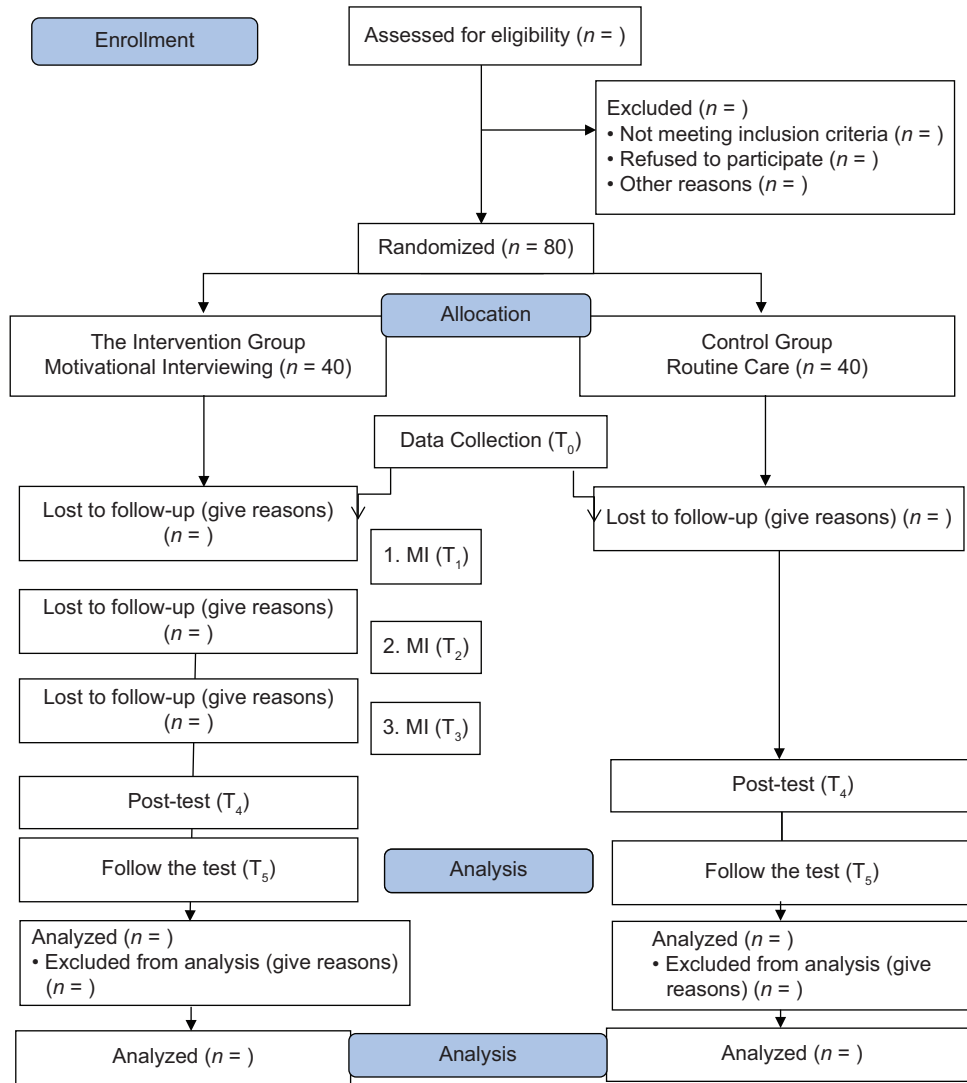 Enrollment
Assessed for eligibility (n = )
Excluded (n = )
• Not meeting inclusion criteria (n = )
• Refused to participate (n = )
• Other reasons (n = )
Randomized (n = 80)
Allocation
The Intervention Group
Motivational Interviewing (n = 40)
Control Group
Routine Care (n = 40)
Data Collection (T0)
Lost to follow-up (give reasons)
(n = )
Lost to follow-up (give reasons) (n = )
1. MI (T1)
Lost to follow-up (give reasons)
(n = )
2. MI (T2)
Lost to follow-up (give reasons)
(n = )
3. MI (T3)
Post-test (T4)
Post-test (T4)
Follow the test (T5)
Analysis
Follow the test (T5)
Analyzed (n = )
• Excluded from analysis (give reasons)
(n = )
Analyzed (n = )
• Excluded from analysis (give
reasons) (n = )
Analyzed (n = )
Analysis
Analyzed (n = )